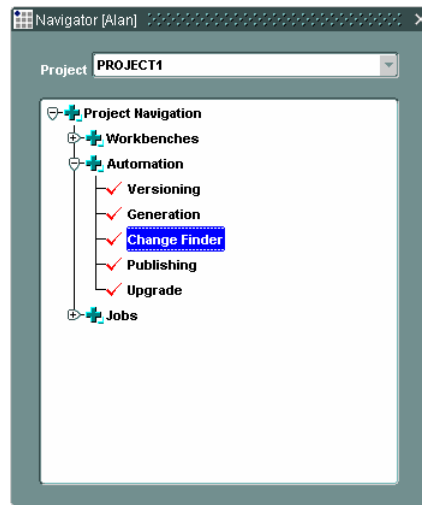 Navigator [Alan]
Project PROJECT1
Project Navigation
Workbenches
Automation
Versioning
Generation
Change Finder
Publishing
Upgrade
Jobs